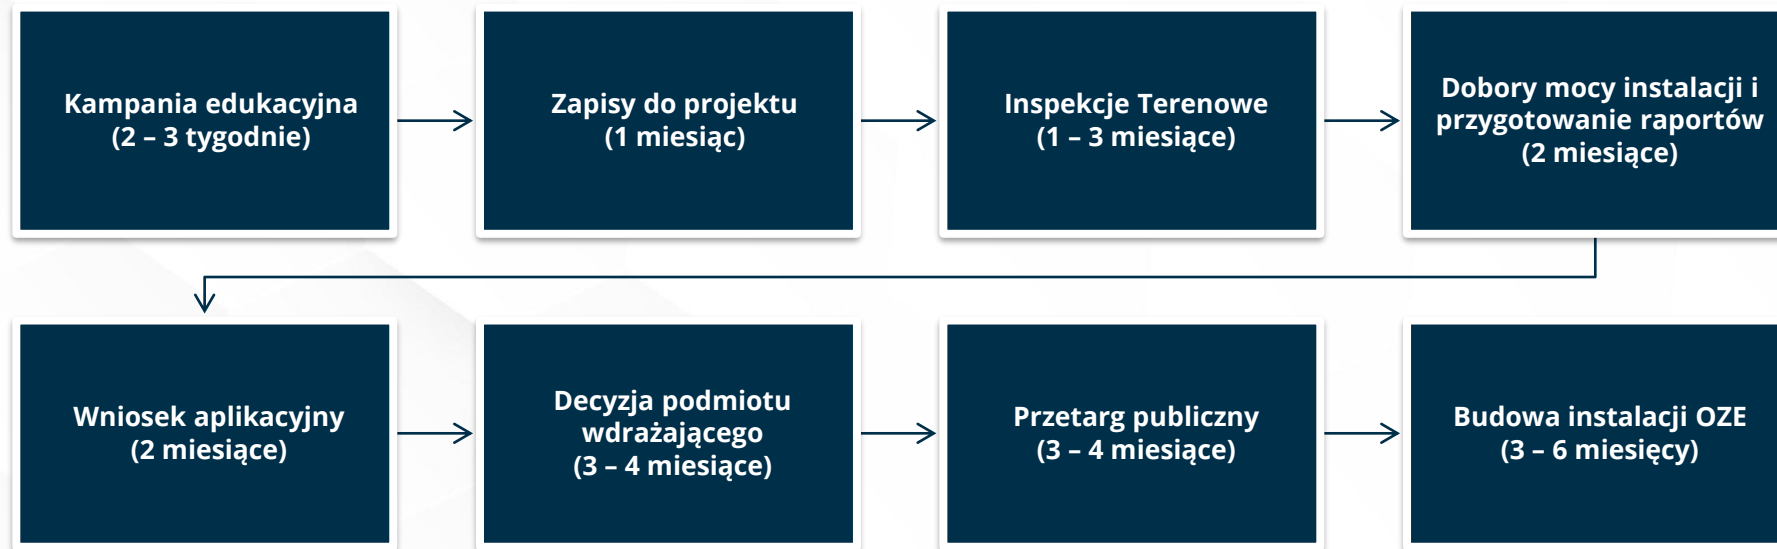 Kampania edukacyjna
(2 – 3 tygodnie)
Zapisy do projektu
(1 miesiąc)
Inspekcje Terenowe
(1 – 3 miesiące)
Dobory mocy instalacji i
przygotowanie raportów
(2 miesiące)
Wniosek aplikacyjny
(2 miesiące)
Decyzja podmiotu
wdrażającego
(3 – 4 miesiące)
Przetarg publiczny
(3 – 4 miesiące)
Budowa instalacji OZE
(3 – 6 miesięcy)